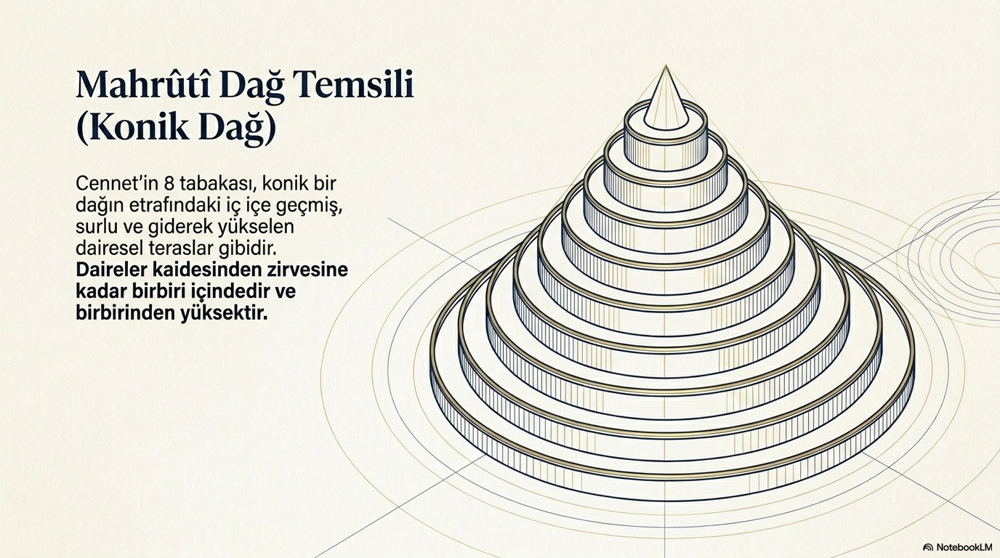 Mahrûtî Dağ Temsili
(Konik Dağ)
Cennet’in 8 tabakası, konik bir
dağın etrafındaki iç içe geçmiş,
surlu ve giderek yükselen
dairesel teraslar gibidir.
Daireler kaidesinden zirvesine
kadar birbiri içindedir ve
birbirinden yüksektir.
NotebookLM